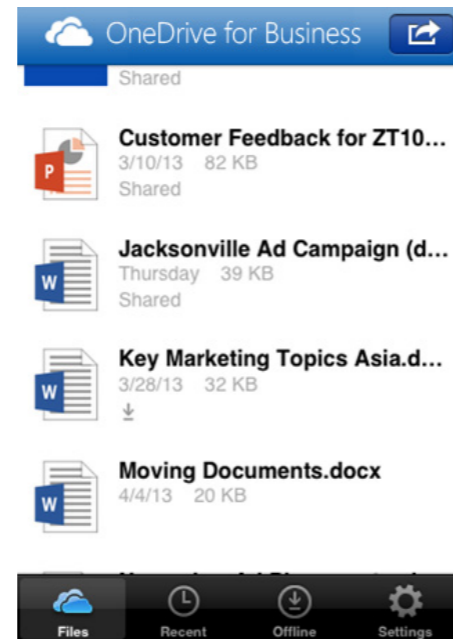 OneDrive for Business
Shared
Customer Feedback for ZT10...
3/10/13 82 KB
Shared
P
Jacksonville Ad Campaign (d...
Thursday 39 KB
Shared
W
Key Marketing Topics Asia.d...
3/28/13 32 KB
W
Moving Documents.docx
4/4/13 20 KB
W
Files Recent Offline Settings